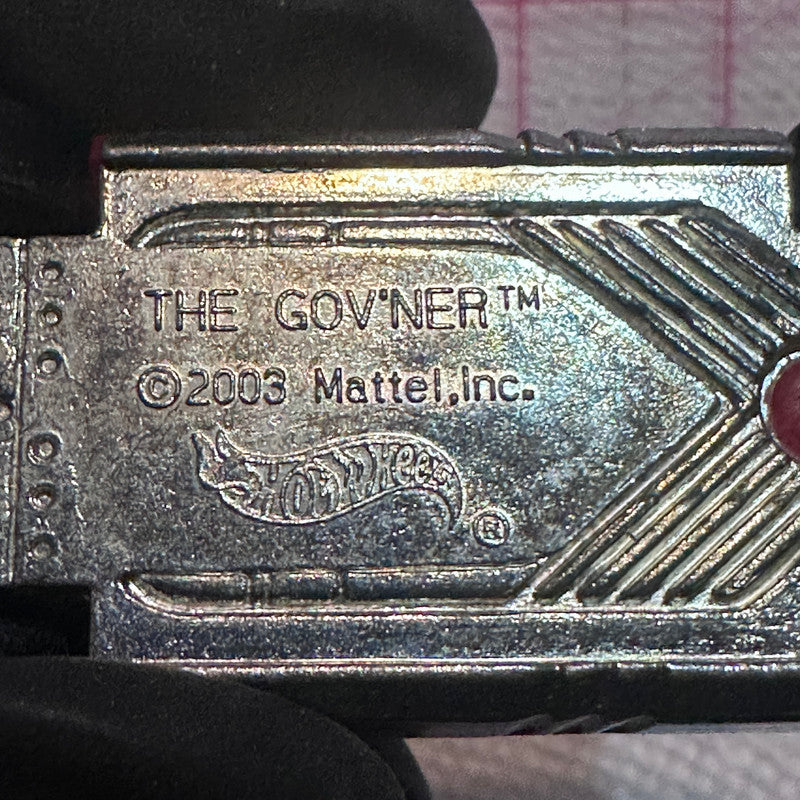 THE GOV'NER™
©2003 Mattel,Inc.
HOT WHeeLs®